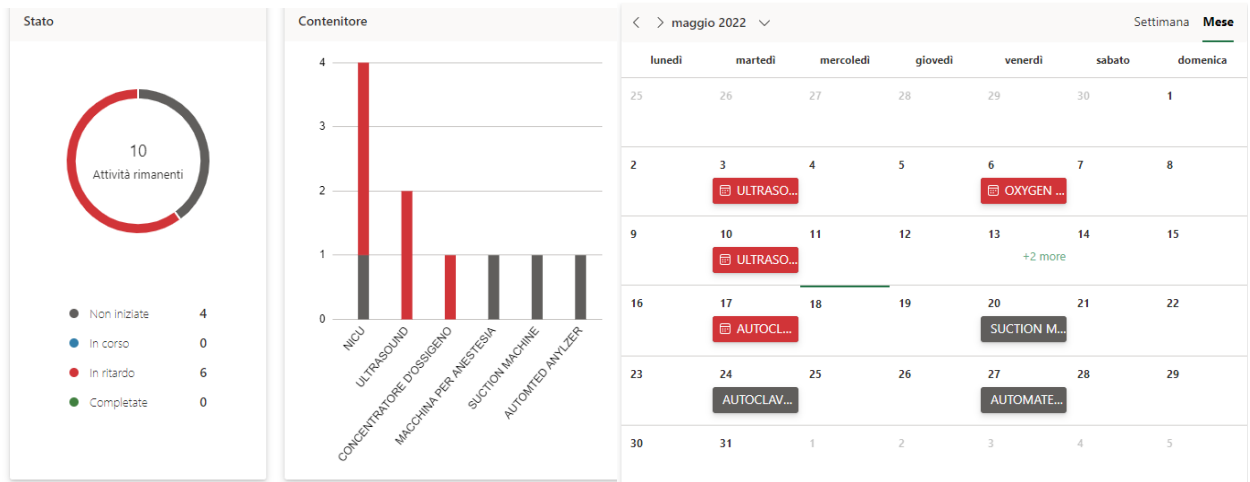 Stato
10
Attività rimanenti
Non iniziate 4
In corso 0
In ritardo 6
Completate 0
Contenitore
4
3
2
1
0
NICU
ULTRASOUND
CONCENTRATORE D'OSSIGENO
MACCHINA PER ANESTESIA
SUCTION MACHINE
AUTOMTED ANYLZER
maggio 2022
Settimana Mese
lunedì martedì mercoledì giovedì venerdì sabato domenica
25 26 27 28 29 30 1
2 3 4 5 6 7 8
ULTRASO... OXYGEN ...
9 10 11 12 13 14 15
ULTRASO... +2 more
16 17 18 19 20 21 22
AUTOCL... SUCTION M...
23 24 25 26 27 28 29
AUTOCLAV... AUTOMATE...
30 31 1 2 3 4 5